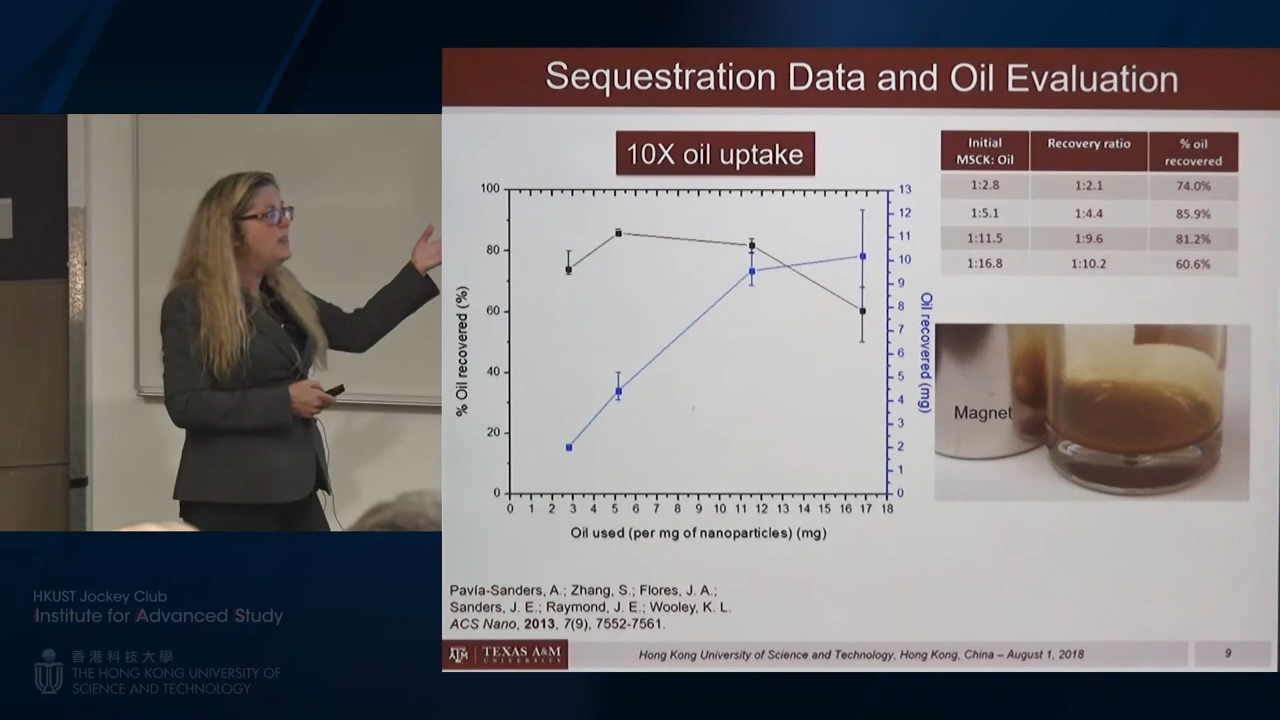 Sequestration Data and Oil Evaluation
10X oil uptake
100
80
60
40
20
0
% Oil recovered (%)
13
12
11
10
9
8
7
6
5
4
3
2
1
0
Oil recovered (mg)
0 1 2 3 4 5 6 7 8 9 10 11 12 13 14 15 16 17 18
Oil used (per mg of nanoparticles) (mg)
Initial MSCK: Oil Recovery ratio % oil recovered
1:2.8 1:2.1 74.0%
1:5.1 1:4.4 85.9%
1:11.5 1:9.6 81.2%
1:16.8 1:10.2 60.6%
Magnet
Pavía-Sanders, A.; Zhang, S.; Flores, J. A.;
Sanders, J. E.; Raymond, J. E.; Wooley, K. L.
ACS Nano, 2013, 7(9), 7552-7561.
ATM TEXAS A&M
UNIVERSITY
Hong Kong University of Science and Technology, Hong Kong, China – August 1, 2018
9
HKUST Jockey Club
Institute for Advanced Study
香港科技大學
THE HONG KONG UNIVERSITY OF
SCIENCE AND TECHNOLOGY